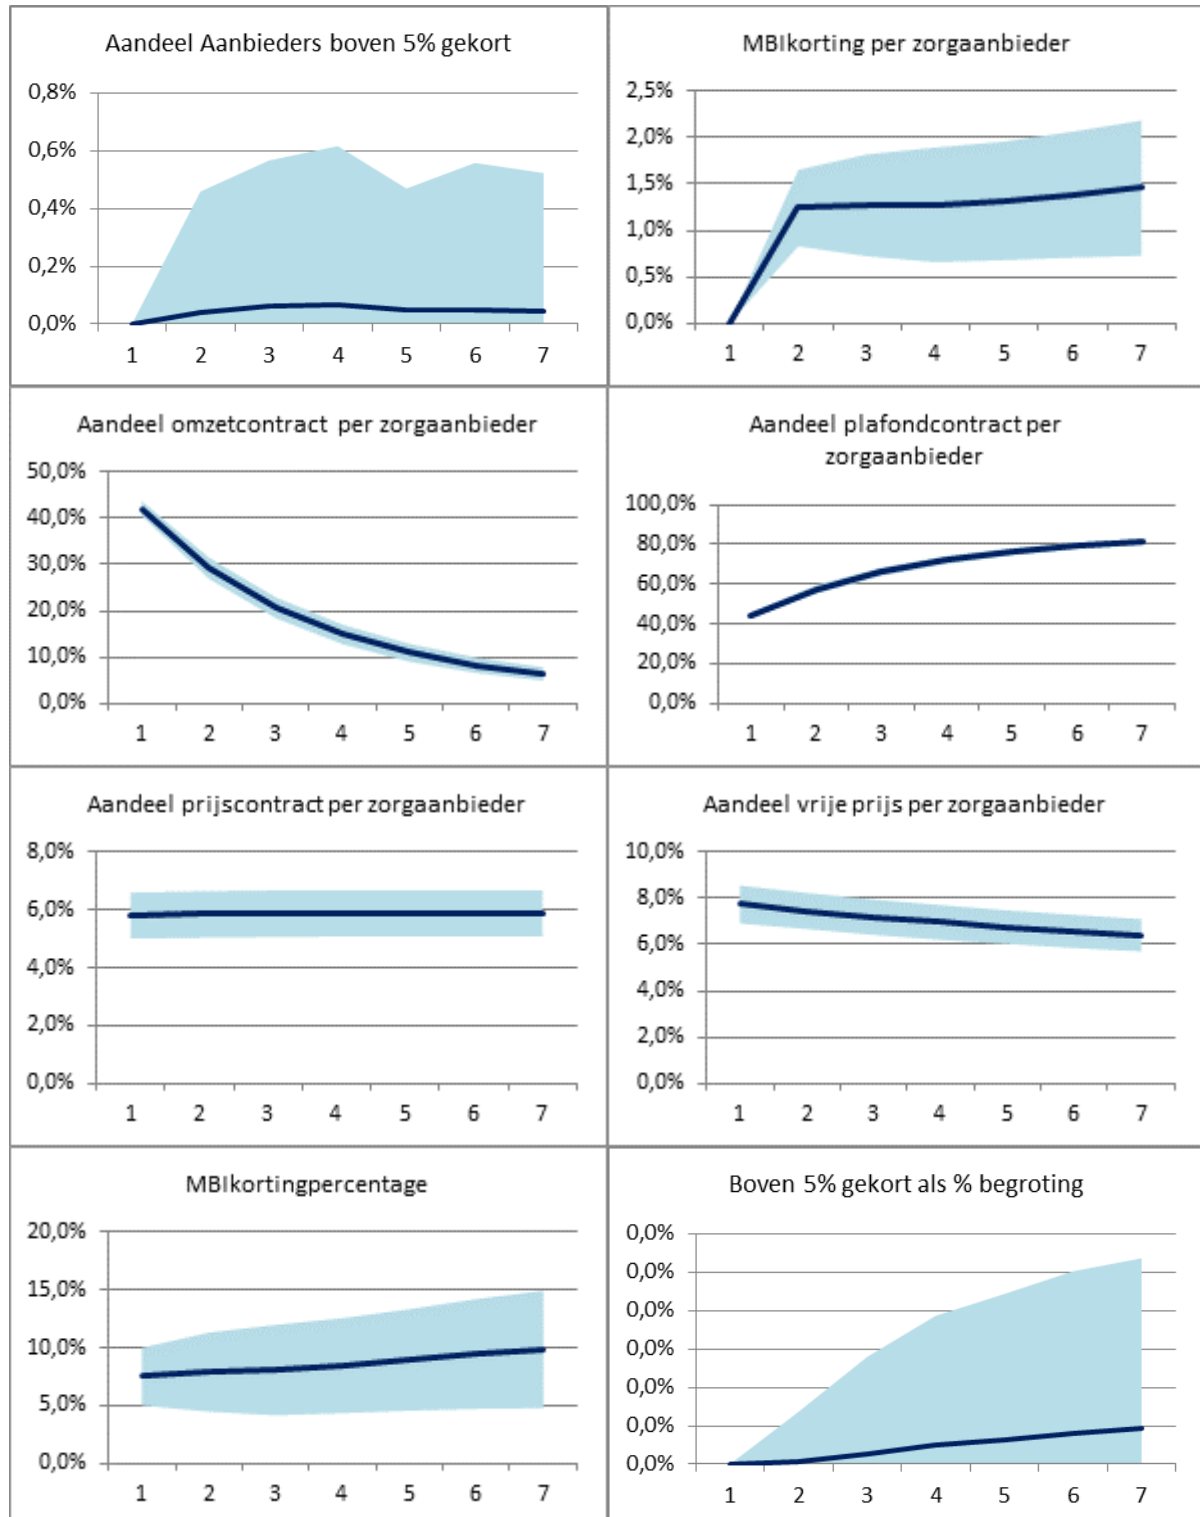 Aandeel Aanbieders boven 5% gekort
0,8%
0,6%
0,4%
0,2%
0,0%
1 2 3 4 5 6 7
MBIkorting per zorgaanbieder
2,5%
2,0%
1,5%
1,0%
0,5%
0,0%
1 2 3 4 5 6 7
Aandeel omzetcontract per zorgaanbieder
50,0%
40,0%
30,0%
20,0%
10,0%
0,0%
1 2 3 4 5 6 7
Aandeel plafondcontract per
zorgaanbieder
100,0%
80,0%
60,0%
40,0%
20,0%
0,0%
1 2 3 4 5 6 7
Aandeel prijscontract per zorgaanbieder
8,0%
6,0%
4,0%
2,0%
0,0%
1 2 3 4 5 6 7
Aandeel vrije prijs per zorgaanbieder
10,0%
8,0%
6,0%
4,0%
2,0%
0,0%
1 2 3 4 5 6 7
MBIkortingpercentage
20,0%
15,0%
10,0%
5,0%
0,0%
1 2 3 4 5 6 7
Boven 5% gekort als % begroting
0,0%
0,0%
0,0%
0,0%
0,0%
0,0%
0,0%
1 2 3 4 5 6 7